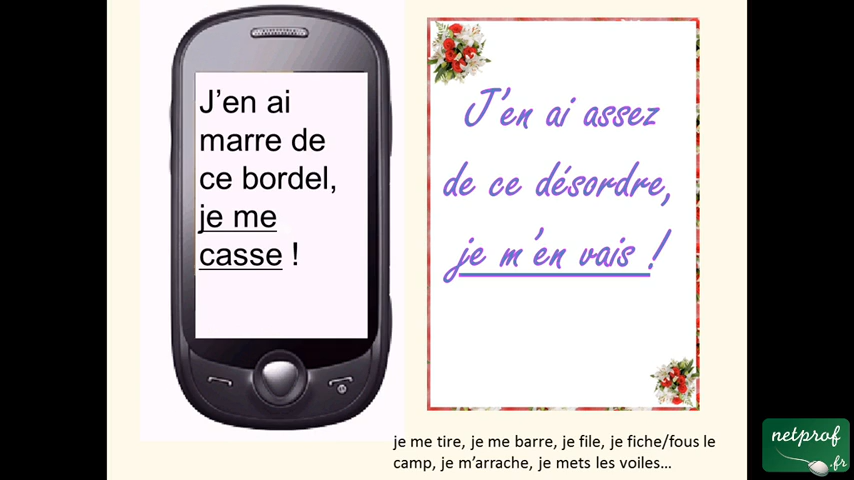 J’en ai
marre de
ce bordel,
je me
casse !
J’en ai assez
de ce désordre,
je m’en vais !
je me tire, je me barre, je file, je fiche/fous le
camp, je m’arrache, je mets les voiles…
netprof
.fr